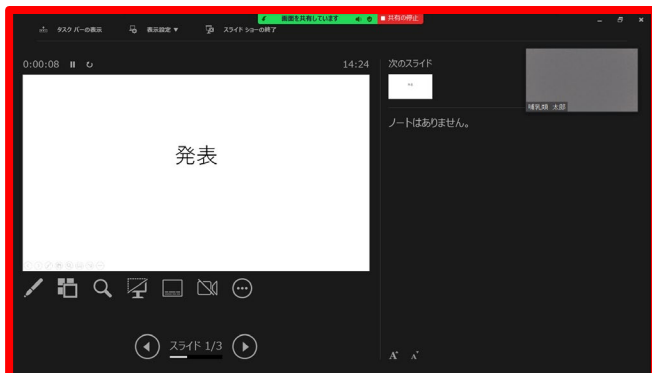 画面を共有しています 共有の停止
タスク バーの表示 表示設定 ▼ スライド ショーの終了
0:00:08 14:24
発表
スライド 1/3
次のスライド
哺乳類 太郎
ノートはありません。
A A